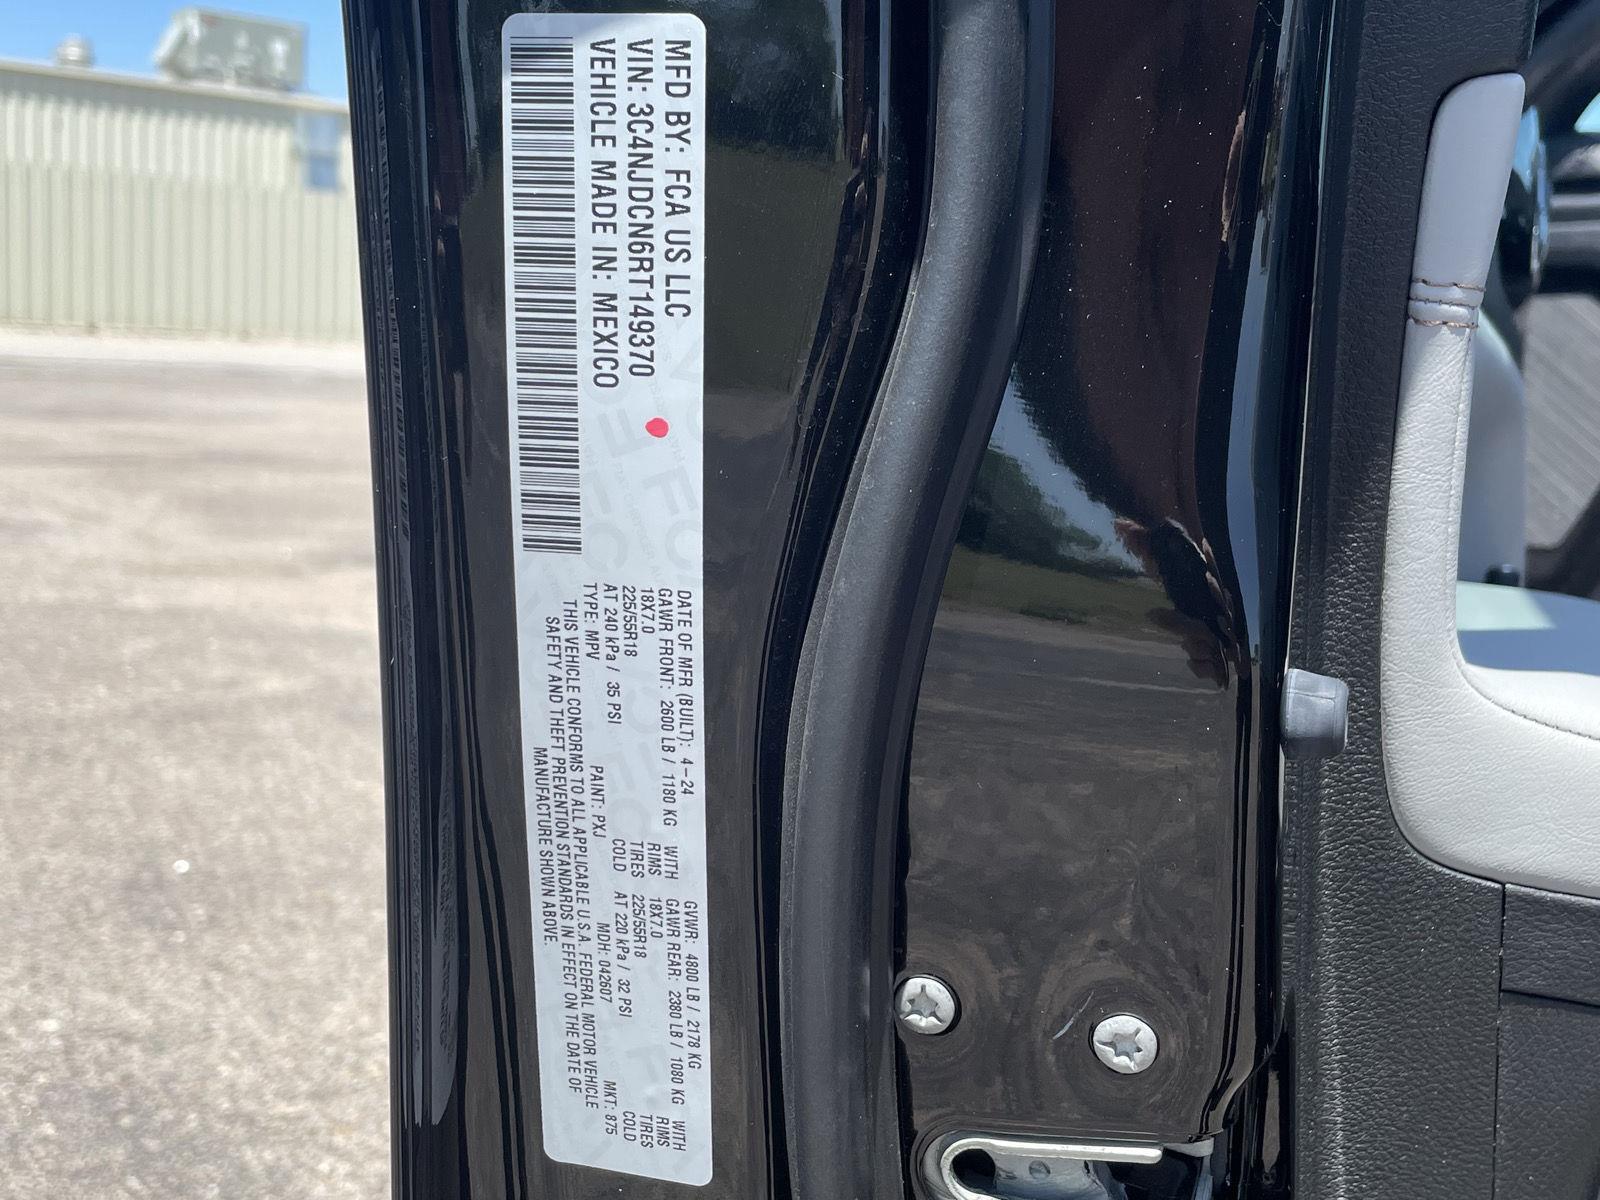 MFD BY: FCA US LLC
VIN: 3C4NJDCN6RT149370
VEHICLE MADE IN: MEXICO
DATE OF MFR (BUILT): 4-24 GVWR: 4800 LB / 2178 KG
GAWR FRONT: 2600 LB / 1180 KG WITH GAWR REAR: 2380 LB / 1080 KG WITH
18X7.0 RIMS 18X7.0 RIMS
225/55R18 TIRES 225/55R18 TIRES
AT 240 kPa / 35 PSI COLD AT 220 kPa / 32 PSI COLD
TYPE: MPV PAINT: PXJ MDH: 042607 MKT: 875
THIS VEHICLE CONFORMS TO ALL APPLICABLE U.S.A. FEDERAL MOTOR VEHICLE
SAFETY AND THEFT PREVENTION STANDARDS IN EFFECT ON THE DATE OF
MANUFACTURE SHOWN ABOVE.